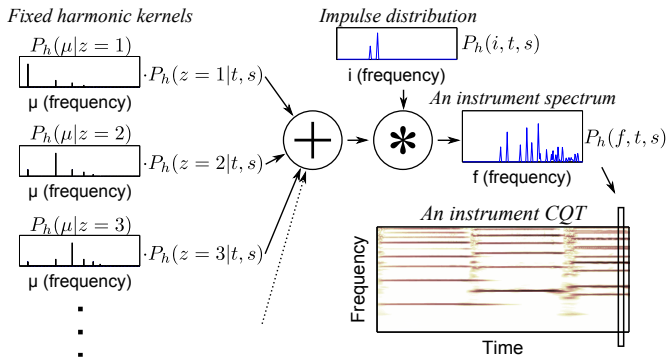 Fixed harmonic kernels
P_h(μ|z = 1)
·P_h(z = 1|t, s)
μ (frequency)
P_h(μ|z = 2)
·P_h(z = 2|t, s)
μ (frequency)
P_h(μ|z = 3)
·P_h(z = 3|t, s)
μ (frequency)
+
Impulse distribution
P_h(i, t, s)
i (frequency)
*
An instrument spectrum
P_h(f, t, s)
f (frequency)
An instrument CQT
Frequency
Time